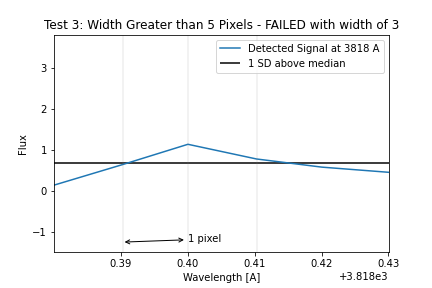 Test 3: Width Greater than 5 Pixels - FAILED with width of 3
Detected Signal at 3818 A
1 SD above median
3
2
1
0
−1
Flux
1 pixel
0.39 0.40 0.41 0.42 0.43
Wavelength [A]
+3.818e3